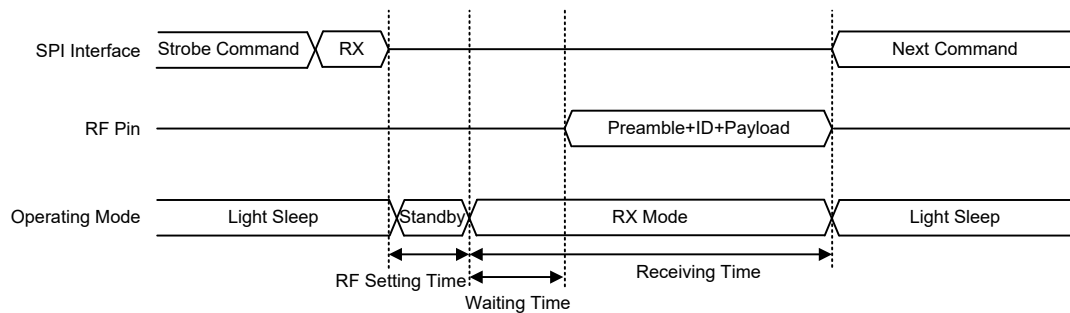 SPI Interface
Strobe Command
RX
Next Command
RF Pin
Preamble+ID+Payload
Operating Mode
Light Sleep
Standby
RX Mode
Light Sleep
RF Setting Time
Receiving Time
Waiting Time